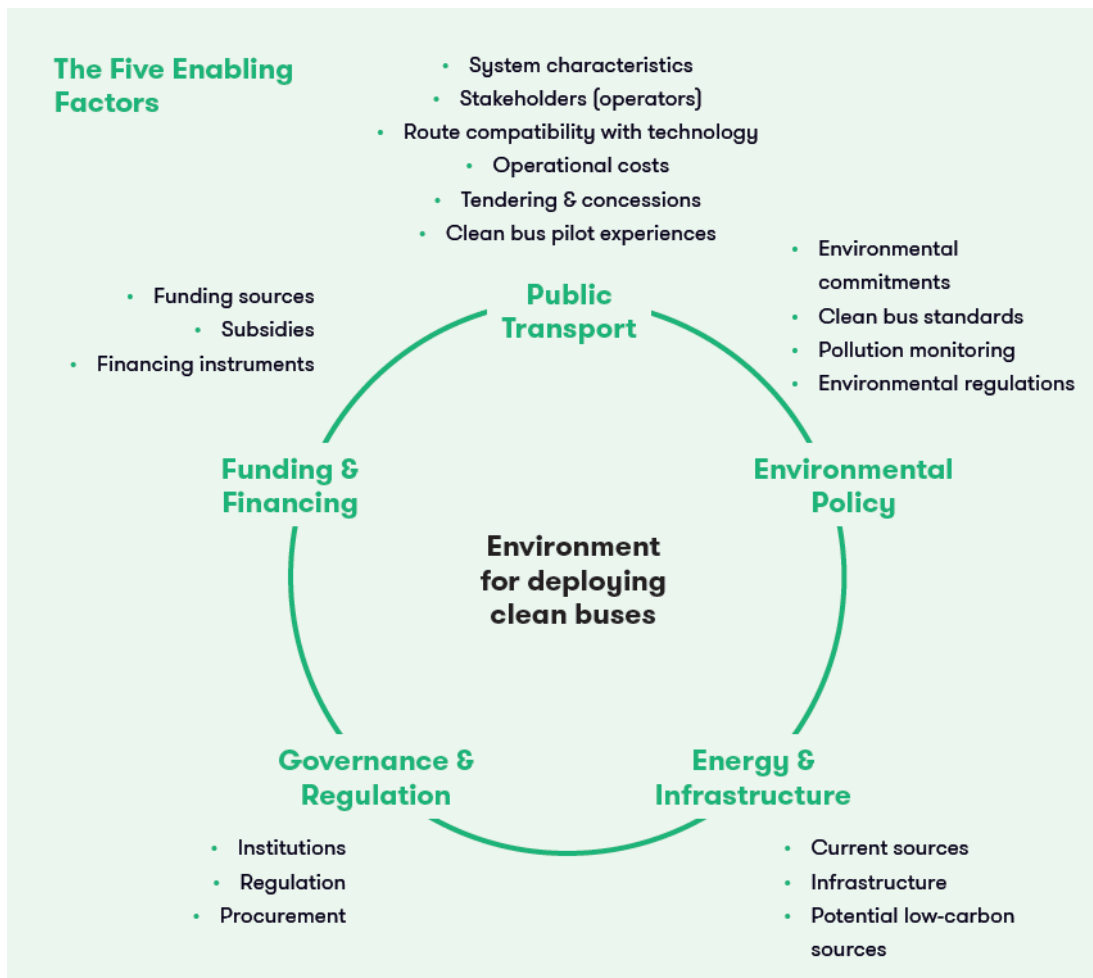 The Five Enabling
Factors
• System characteristics
• Stakeholders (operators)
• Route compatibility with technology
• Operational costs
• Tendering & concessions
• Clean bus pilot experiences
Public
Transport
• Environmental
commitments
• Clean bus standards
• Pollution monitoring
• Environmental regulations
Environmental
Policy
• Funding sources
• Subsidies
• Financing instruments
Funding &
Financing
Environment
for deploying
clean buses
Governance &
Regulation
• Institutions
• Regulation
• Procurement
Energy &
Infrastructure
• Current sources
• Infrastructure
• Potential low-carbon
sources